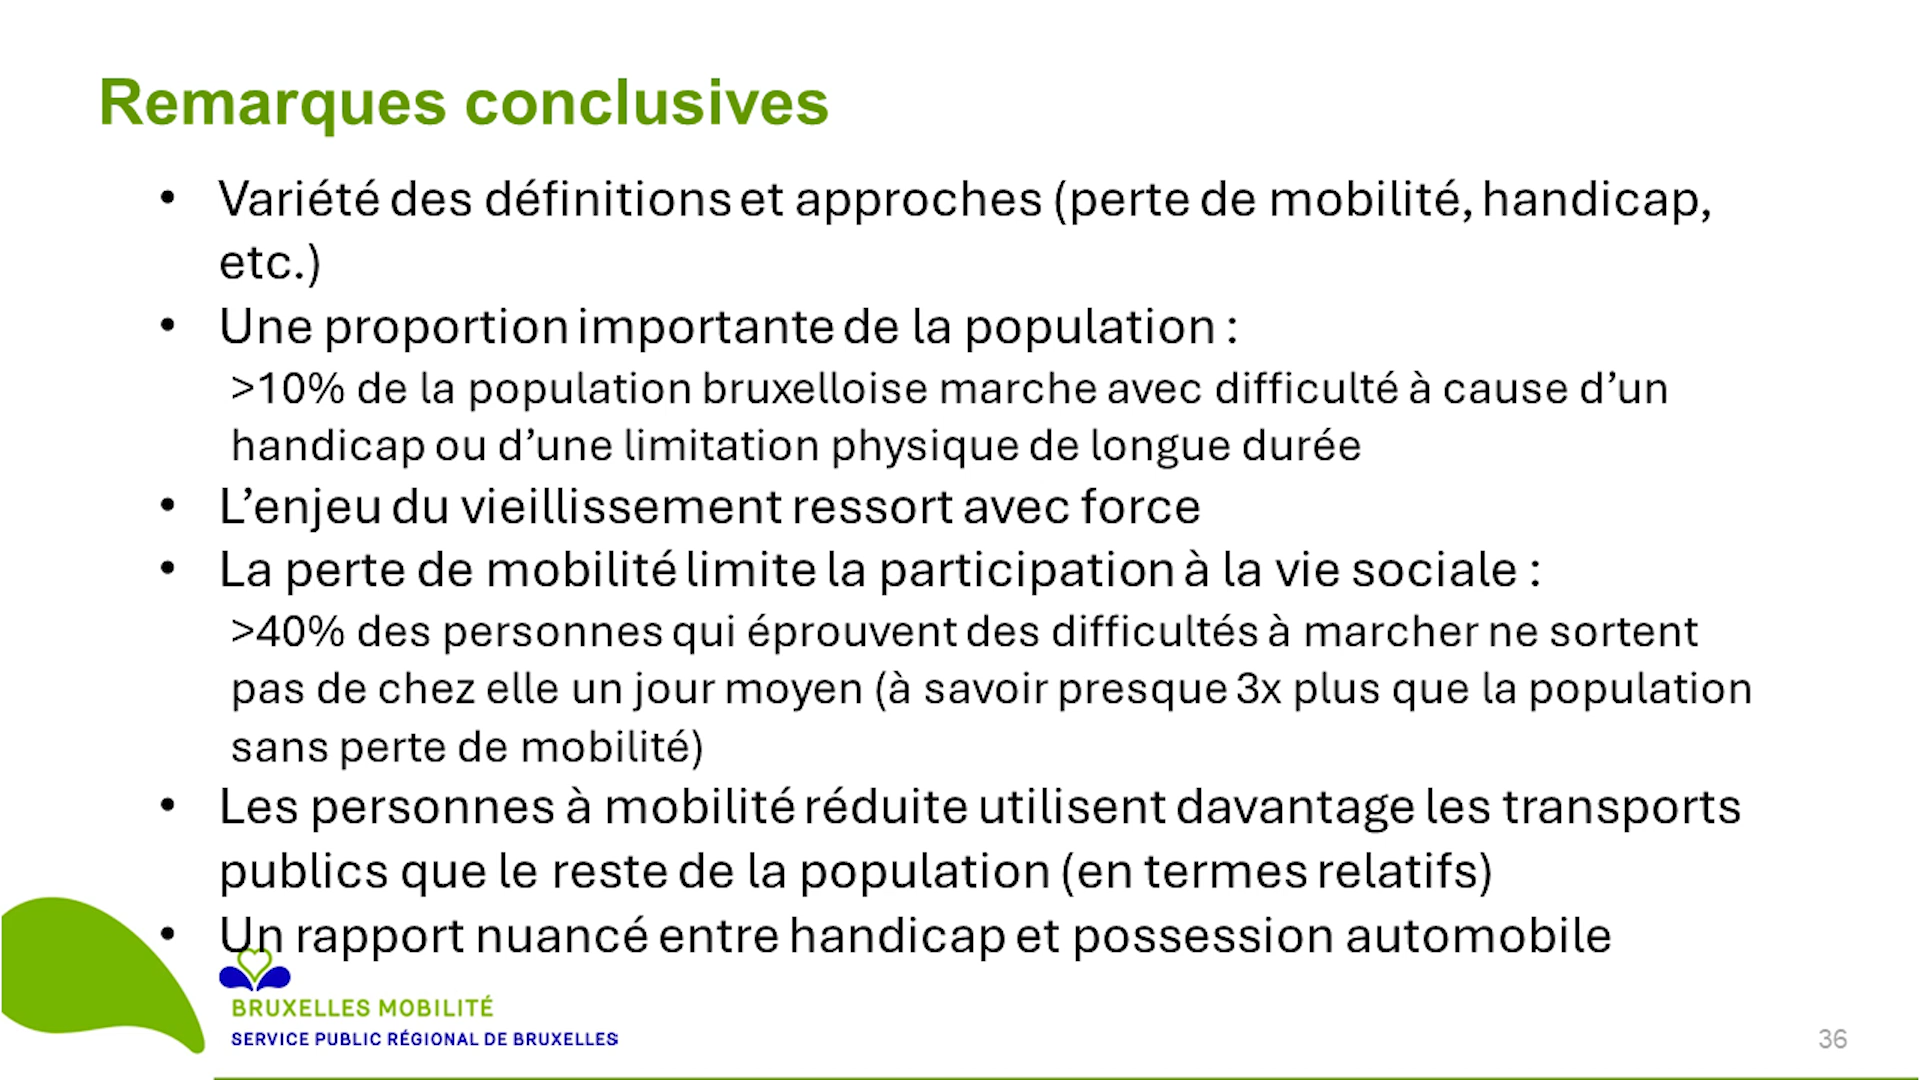 Remarques conclusives
• Variété des définitions et approches (perte de mobilité, handicap,
etc.)
• Une proportion importante de la population :
>10% de la population bruxelloise marche avec difficulté à cause d’un
handicap ou d’une limitation physique de longue durée
• L’enjeu du vieillissement ressort avec force
• La perte de mobilité limite la participation à la vie sociale :
>40% des personnes qui éprouvent des difficultés à marcher ne sortent
pas de chez elle un jour moyen (à savoir presque 3x plus que la population
sans perte de mobilité)
• Les personnes à mobilité réduite utilisent davantage les transports
publics que le reste de la population (en termes relatifs)
• Un rapport nuancé entre handicap et possession automobile
BRUXELLES MOBILITÉ
SERVICE PUBLIC RÉGIONAL DE BRUXELLES
36